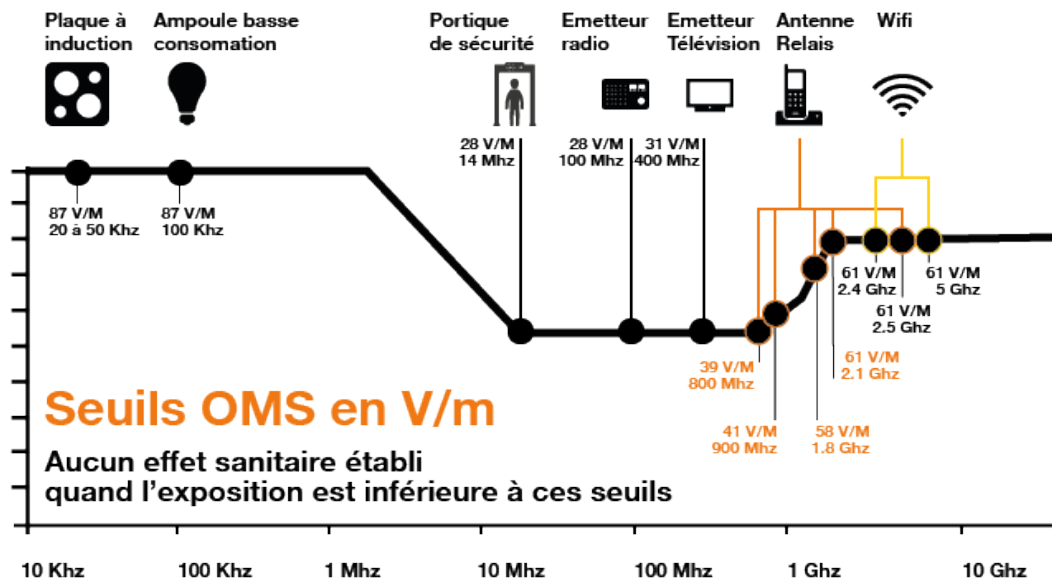 Plaque à
induction
Ampoule basse
consomation
Portique
de sécurité
Emetteur
radio
Emetteur
Télévision
Antenne
Relais
Wifi
87 V/M
20 à 50 Khz
87 V/M
100 Khz
28 V/M
14 Mhz
28 V/M
100 Mhz
31 V/M
400 Mhz
39 V/M
800 Mhz
41 V/M
900 Mhz
58 V/M
1.8 Ghz
61 V/M
2.1 Ghz
61 V/M
2.4 Ghz
61 V/M
2.5 Ghz
61 V/M
5 Ghz
Seuils OMS en V/m
Aucun effet sanitaire établi
quand l'exposition est inférieure à ces seuils
10 Khz
100 Khz
1 Mhz
10 Mhz
100 Mhz
1 Ghz
10 Ghz